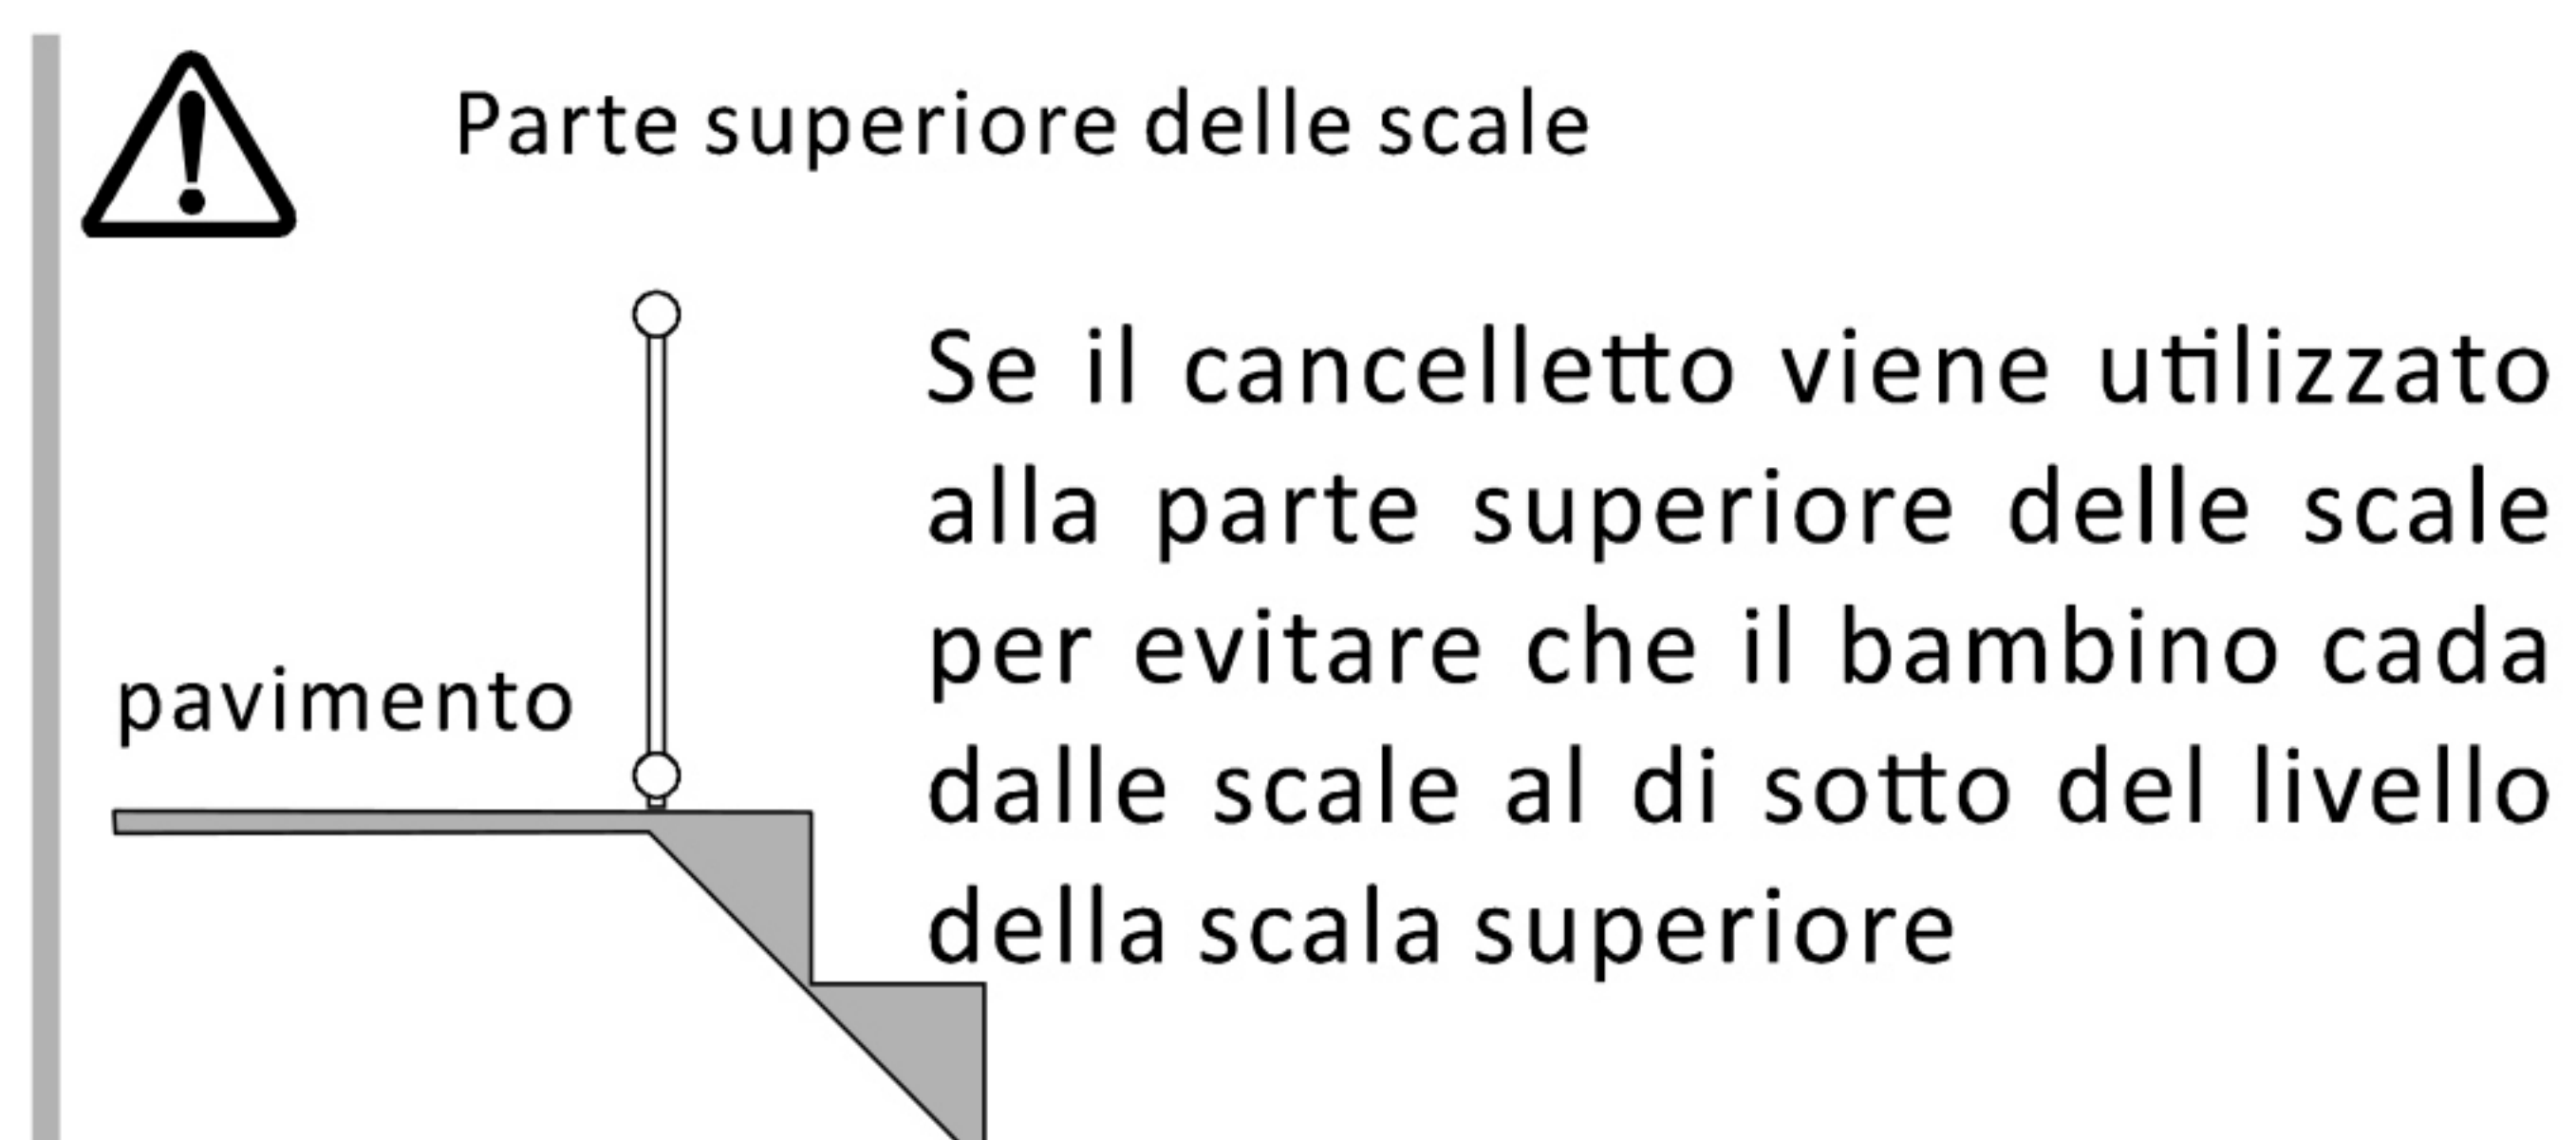 Parte superiore delle scale
Se il cancelletto viene utilizzato
alla parte superiore delle scale
per evitare che il bambino cada
pavimento
dalle scale al di sotto del livello
della scala superiore